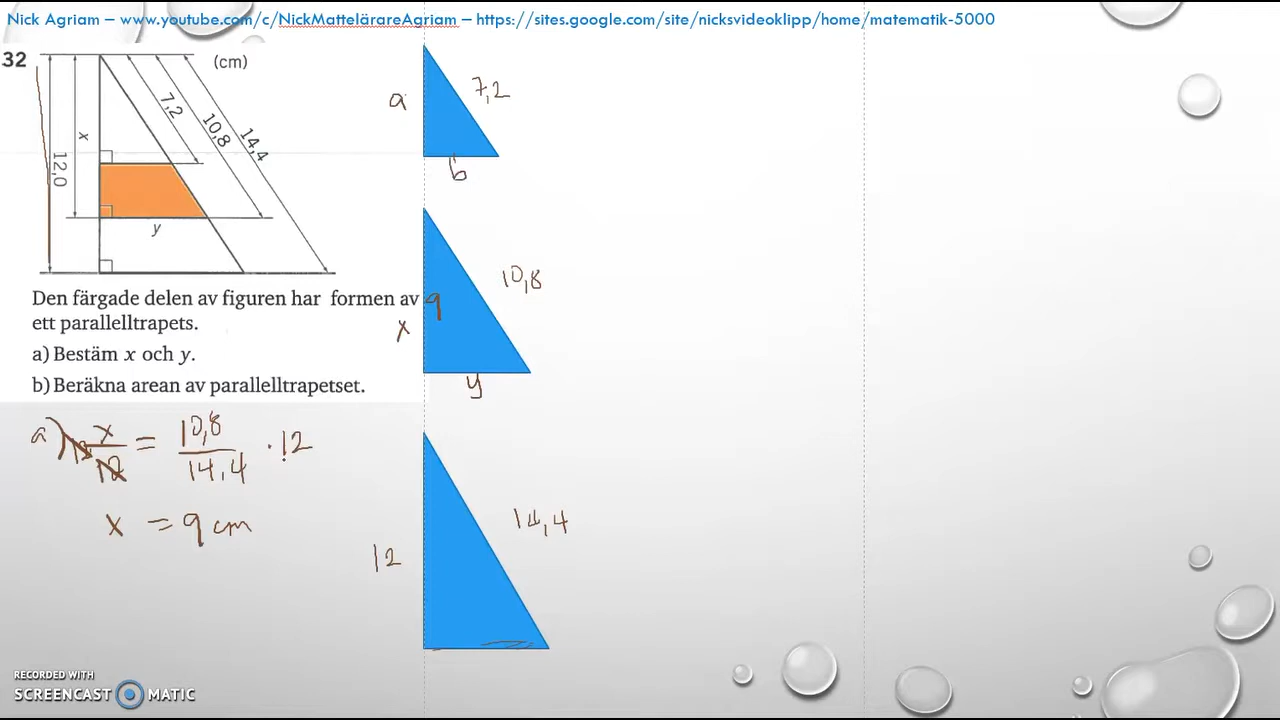 Nick Agriam – www.youtube.com/c/NickMattelärareAgriam – https://sites.google.com/site/nicksvideoklipp/home/matematik-5000
32
(cm)
7,2
10,8
14,4
x
12,0
y
Den färgade delen av figuren har formen av
ett parallelltrapets.
a) Bestäm x och y.
b) Beräkna arean av parallelltrapetset.
a) 12 x/12 = 10,8/14,4 · 12
x = 9 cm
a
7,2
b
10,8
9
x
y
14,4
12
RECORDED WITH
SCREENCAST MATIC